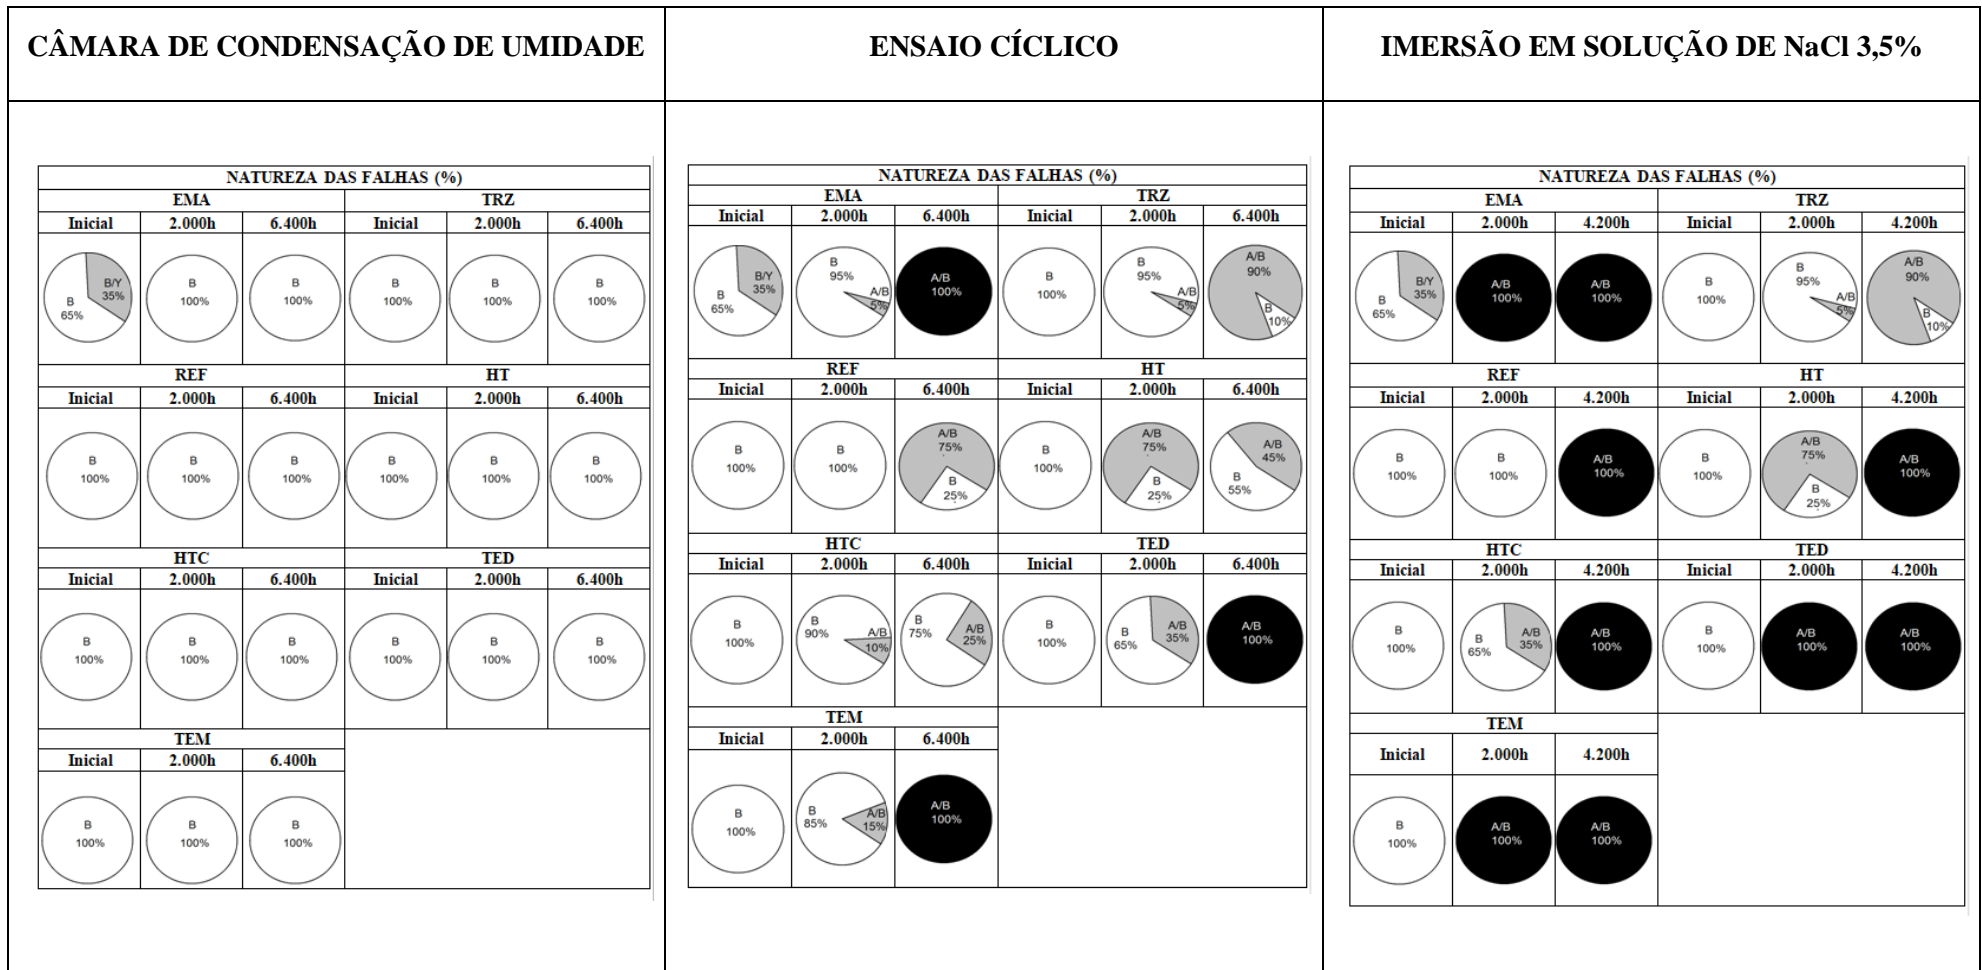 CÂMARA DE CONDENSAÇÃO DE UMIDADE
NATUREZA DAS FALHAS (%)
EMA TRZ
Inicial 2.000h 6.400h Inicial 2.000h 6.400h
B/Y
35%
B
65%
B
100%
B
100%
B
100%
B
100%
B
100%
REF HT
Inicial 2.000h 6.400h Inicial 2.000h 6.400h
B
100%
B
100%
B
100%
B
100%
B
100%
B
100%
HTC TED
Inicial 2.000h 6.400h Inicial 2.000h 6.400h
B
100%
B
100%
B
100%
B
100%
B
100%
B
100%
TEM
Inicial 2.000h 6.400h
B
100%
B
100%
B
100%
ENSAIO CÍCLICO
NATUREZA DAS FALHAS (%)
EMA TRZ
Inicial 2.000h 6.400h Inicial 2.000h 6.400h
B/Y
35%
B
65%
B
95%
A/B
5%
A/B
100%
B
100%
B
95%
A/B
5%
A/B
90%
B
10%
REF HT
Inicial 2.000h 6.400h Inicial 2.000h 6.400h
B
100%
B
100%
A/B
75%
B
25%
B
100%
A/B
75%
B
25%
A/B
45%
B
55%
HTC TED
Inicial 2.000h 6.400h Inicial 2.000h 6.400h
B
100%
B
90%
A/B
10%
B
75%
A/B
25%
B
100%
B
65%
A/B
35%
A/B
100%
TEM
Inicial 2.000h 6.400h
B
100%
B
85%
A/B
15%
A/B
100%
IMERSÃO EM SOLUÇÃO DE NaCl 3,5%
NATUREZA DAS FALHAS (%)
EMA TRZ
Inicial 2.000h 4.200h Inicial 2.000h 4.200h
B/Y
35%
B
65%
A/B
100%
A/B
100%
B
100%
B
95%
A/B
5%
A/B
90%
B
10%
REF HT
Inicial 2.000h 4.200h Inicial 2.000h 4.200h
B
100%
B
100%
A/B
100%
B
100%
A/B
75%
B
25%
A/B
100%
HTC TED
Inicial 2.000h 4.200h Inicial 2.000h 4.200h
B
100%
B
65%
A/B
35%
A/B
100%
B
100%
A/B
100%
A/B
100%
TEM
Inicial 2.000h 4.200h
B
100%
A/B
100%
A/B
100%